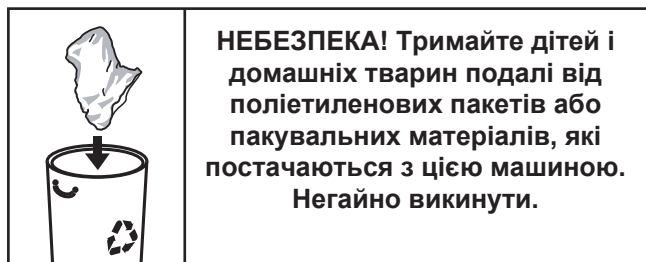 НЕБЕЗПЕКА! Тримайте дітей і
домашніх тварин подалі від
поліетиленових пакетів або
пакувальних матеріалів, які
постачаються з цією машиною.
Негайно викинути.